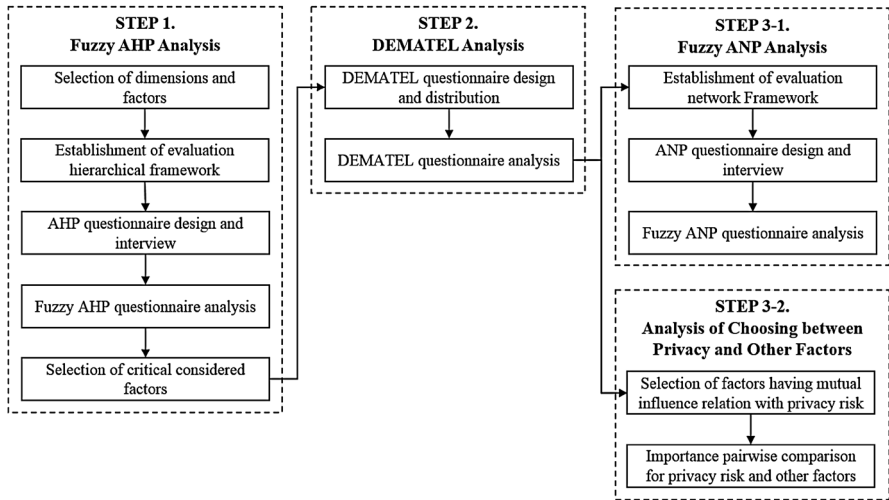 STEP 1.
Fuzzy AHP Analysis
Selection of dimensions and
factors
Establishment of evaluation
hierarchical framework
AHP questionnaire design and
interview
Fuzzy AHP questionnaire analysis
Selection of critical considered
factors
STEP 2.
DEMATEL Analysis
DEMATEL questionnaire design
and distribution
DEMATEL questionnaire analysis
STEP 3-1.
Fuzzy ANP Analysis
Establishment of evaluation
network Framework
ANP questionnaire design and
interview
Fuzzy ANP questionnaire analysis
STEP 3-2.
Analysis of Choosing between
Privacy and Other Factors
Selection of factors having mutual
influence relation with privacy risk
Importance pairwise comparison
for privacy risk and other factors